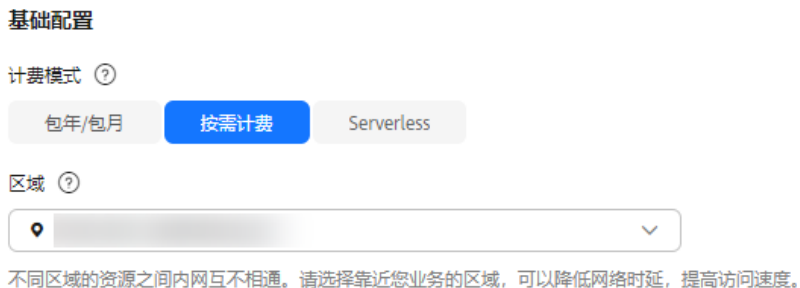 基础配置
计费模式 ?
包年/包月 按需计费 Serverless
区域 ?
不同区域的资源之间内网互不相通。请选择靠近您业务的区域，可以降低网络时延，提高访问速度。